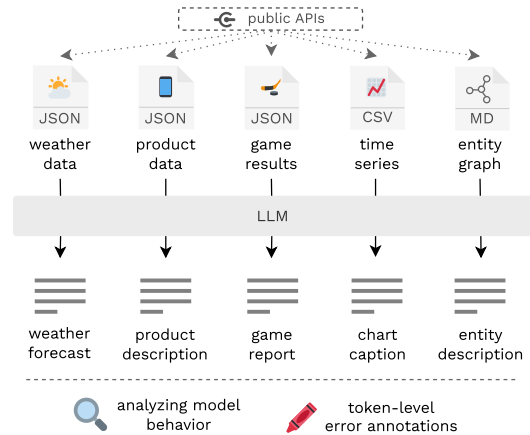 public APIs
JSON JSON JSON CSV MD
weather data
product data
game results
time series
entity graph
LLM
weather forecast
product description
game report
chart caption
entity description
analyzing model
behavior
token-level
error annotations